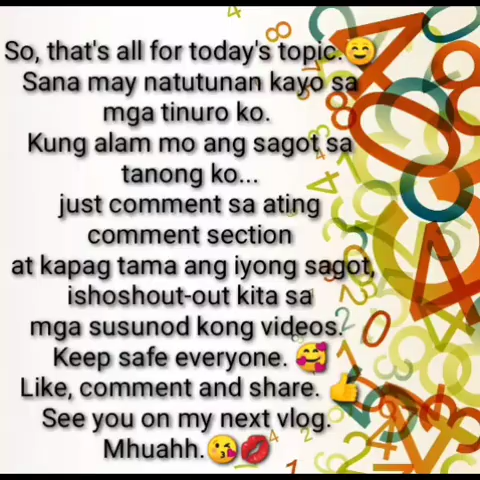 So, that's all for today's topic.😊
Sana may natutunan kayo sa
mga tinuro ko.
Kung alam mo ang sagot sa
tanong ko...
just comment sa ating
comment section
at kapag tama ang iyong sagot,
ishoshout-out kita sa
mga susunod kong videos.
Keep safe everyone. 🥰
Like, comment and share. 👍
See you on my next vlog.
Mhuahh.😘💋